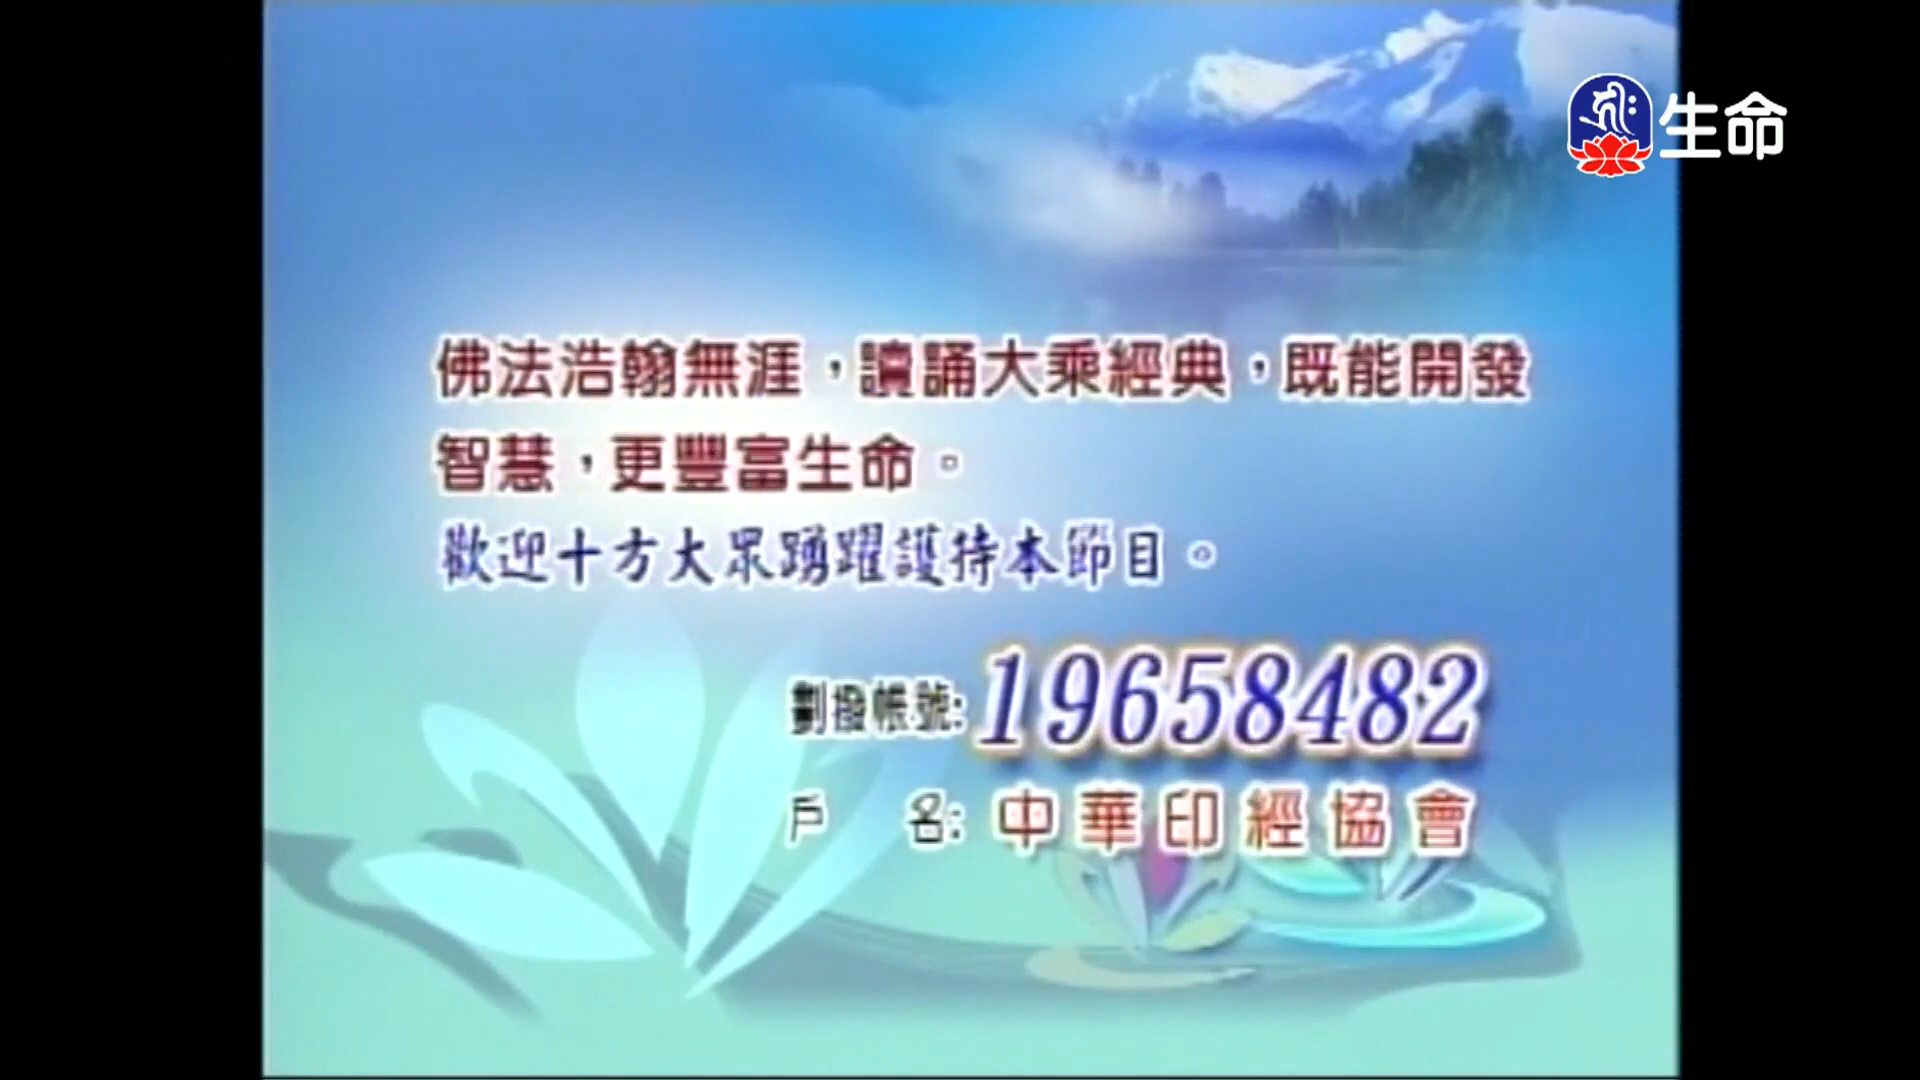 生命
佛法浩翰無涯，讀誦大乘經典，既能開發
智慧，更豐富生命。
歡迎十方大眾踴躍護持本節目。
劃撥帳號:19658482
戶 名:中華印經協會